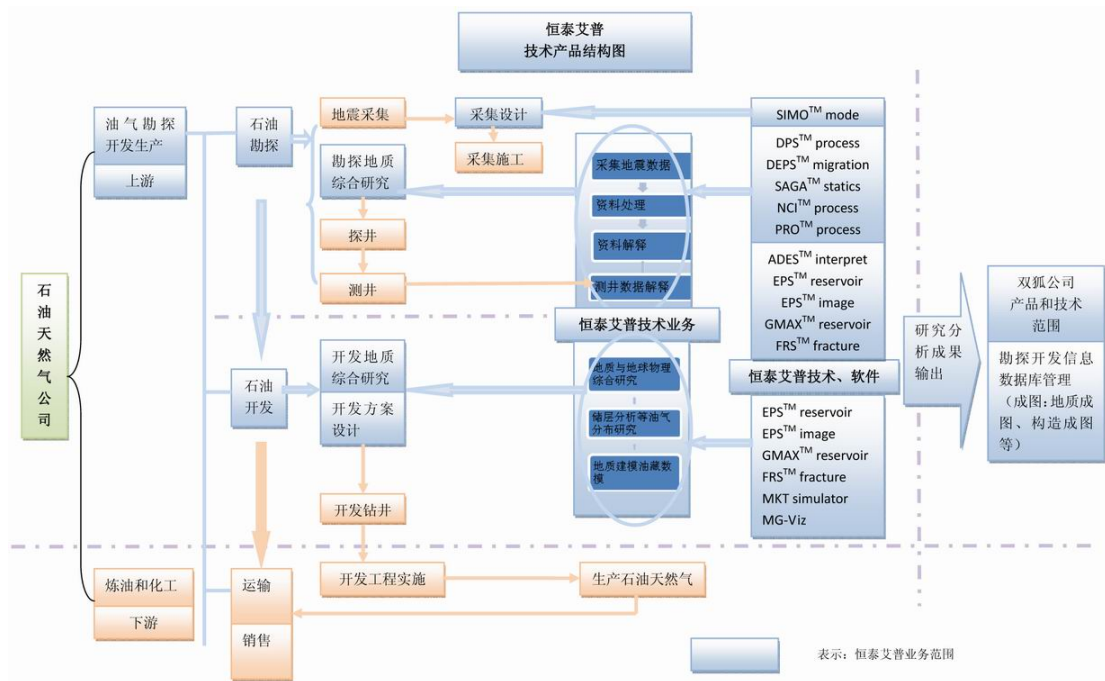 恒泰艾普
技术产品结构图
石油天然气公司
油气勘探
开发生产
上游
石油
勘探
地震采集
采集设计
采集施工
勘探地质
综合研究
探井
测井
采集地震数据
资料处理
资料解释
测井数据解释
恒泰艾普技术业务
SIMO™ mode
DPS™ process
DEPS™ migration
SAGA™ statics
NCI™ process
PRO™ process
ADES™ interpret
EPS™ reservoir
EPS™ image
GMAX™ reservoir
FRS™ fracture
恒泰艾普技术、软件
石油
开发
开发地质
综合研究
开发方案
设计
开发钻井
地质与地球物理
综合研究
储层分析等油气
分布研究
地质建模油藏数
模
EPS™ reservoir
EPS™ image
GMAX™ reservoir
FRS™ fracture
MKT simulator
MG-Viz
研究分
析成果
输出
双狐公司
产品和技术
范围
勘探开发信息
数据库管理
（成图:地质成
图、构造成图
等）
炼油和化工
下游
运输
销售
开发工程实施
生产石油天然气
表示：恒泰艾普业务范围